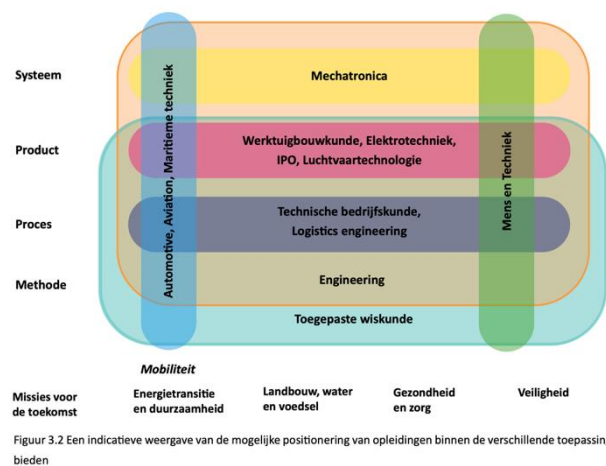 Systeem
Mechatronica
Product
Werktuigbouwkunde, Elektrotechniek,
IPO, Luchtvaartechnologie
Proces
Technische bedrijfskunde,
Logistics engineering
Methode
Engineering
Toegepaste wiskunde
Automotive, Aviation, Maritieme techniek
Mens en Techniek
Mobiliteit
Missies voor
de toekomst
Energietransitie
en duurzaamheid
Landbouw, water
en voedsel
Gezondheid
en zorg
Veiligheid
Figuur 3.2 Een indicatieve weergave van de mogelijke positionering van opleidingen binnen de verschillende toepassin
bieden